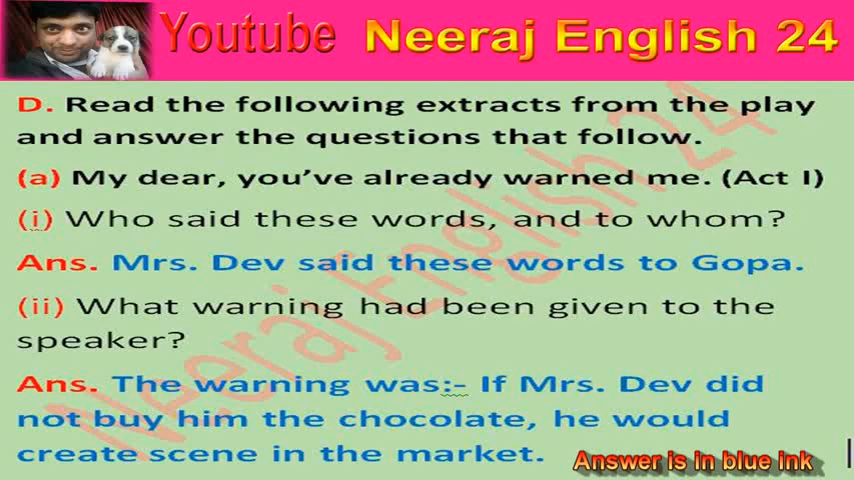 Youtube Neeraj English 24
D. Read the following extracts from the play
and answer the questions that follow.
(a) My dear, you've already warned me. (Act I)
(i) Who said these words, and to whom?
Ans. Mrs. Dev said these words to Gopa.
(ii) What warning had been given to the
speaker?
Ans. The warning was:- If Mrs. Dev did
not buy him the chocolate, he would
create scene in the market.
Answer is in blue ink
Neeraj English 24